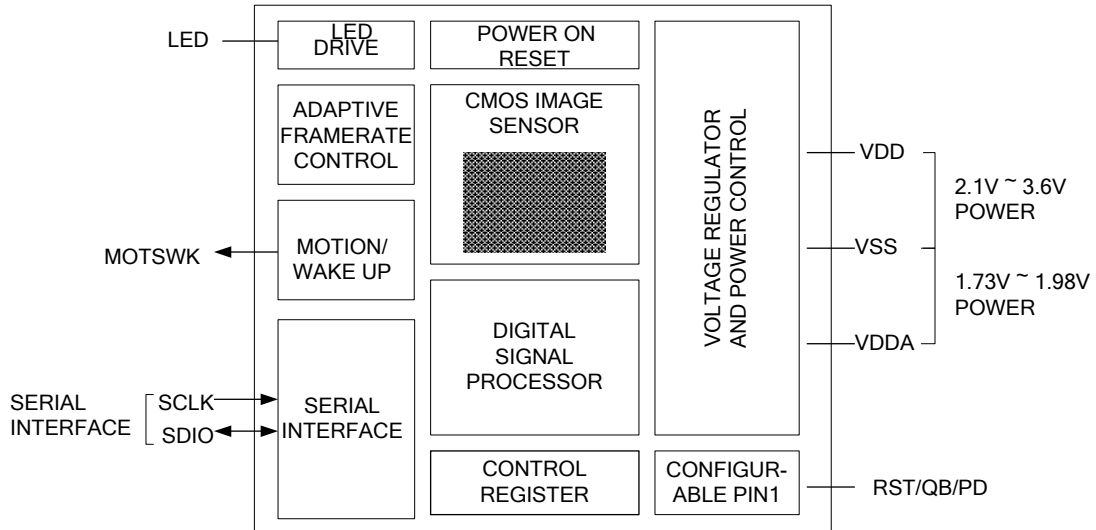 LED
LED
DRIVE
POWER ON
RESET
ADAPTIVE
FRAMERATE
CONTROL
CMOS IMAGE
SENSOR
VOLTAGE REGULATOR
AND POWER CONTROL
VDD
2.1V ~ 3.6V
POWER
MOTSWK
MOTION/
WAKE UP
VSS
1.73V ~ 1.98V
POWER
DIGITAL
SIGNAL
PROCESSOR
VDDA
SERIAL
INTERFACE
SCLK
SDIO
SERIAL
INTERFACE
CONTROL
REGISTER
CONFIGUR-
ABLE PIN1
RST/QB/PD